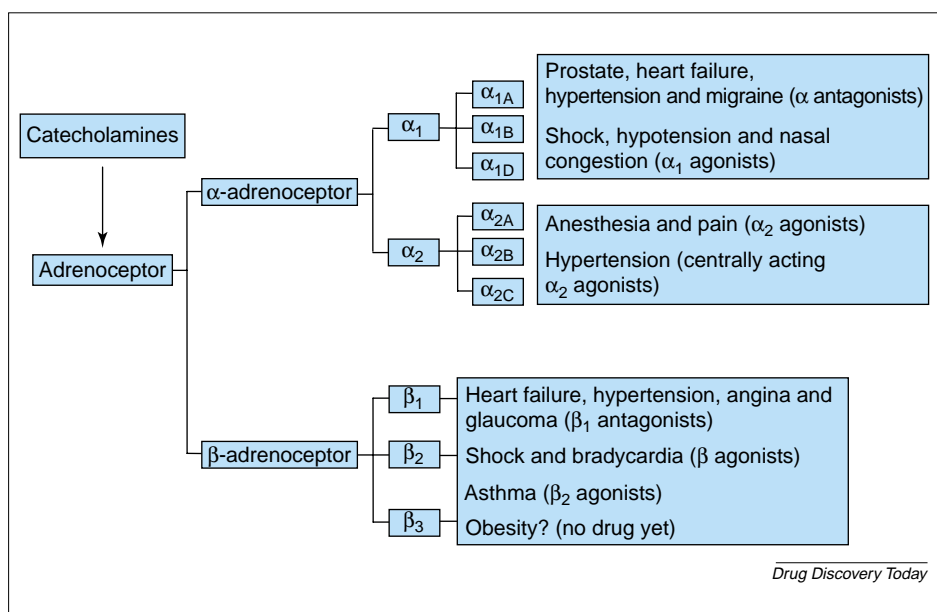 Catecholamines
Adrenoceptor
α-adrenoceptor
α1
α1A
α1B
α1D
Prostate, heart failure,
hypertension and migraine (α antagonists)
Shock, hypotension and nasal
congestion (α1 agonists)
α2
α2A
α2B
α2C
Anesthesia and pain (α2 agonists)
Hypertension (centrally acting
α2 agonists)
β-adrenoceptor
β1
β2
β3
Heart failure, hypertension, angina and
glaucoma (β1 antagonists)
Shock and bradycardia (β agonists)
Asthma (β2 agonists)
Obesity? (no drug yet)
Drug Discovery Today